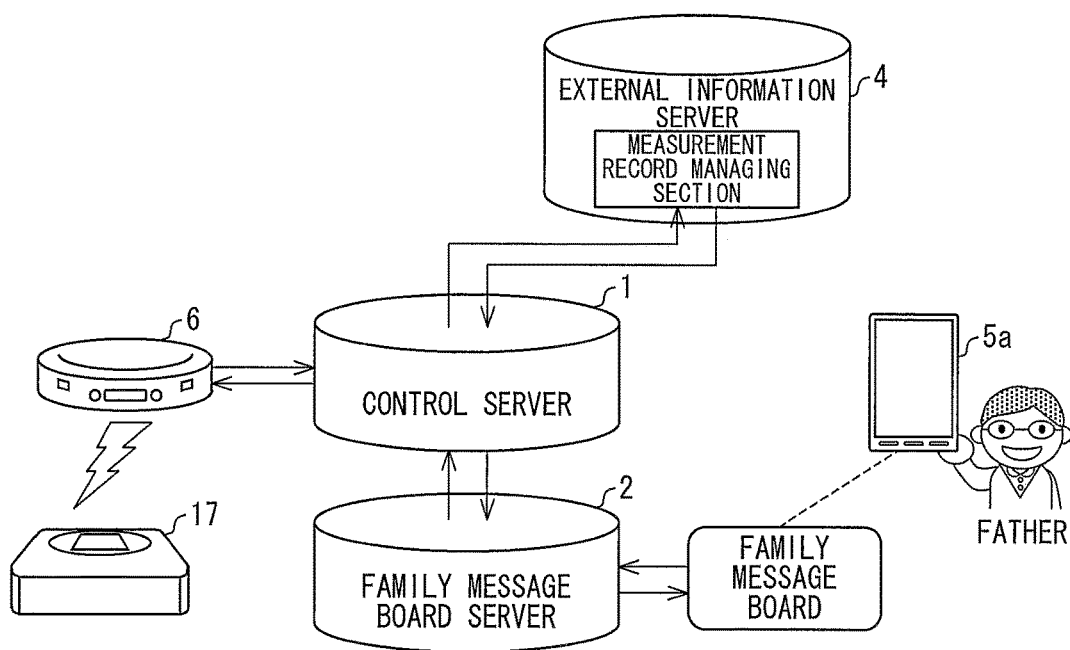 EXTERNAL INFORMATION
SERVER
4
MEASUREMENT
RECORD MANAGING
SECTION
1
6
CONTROL SERVER
5a
17
2
FAMILY MESSAGE
BOARD SERVER
FAMILY
MESSAGE
BOARD
FATHER